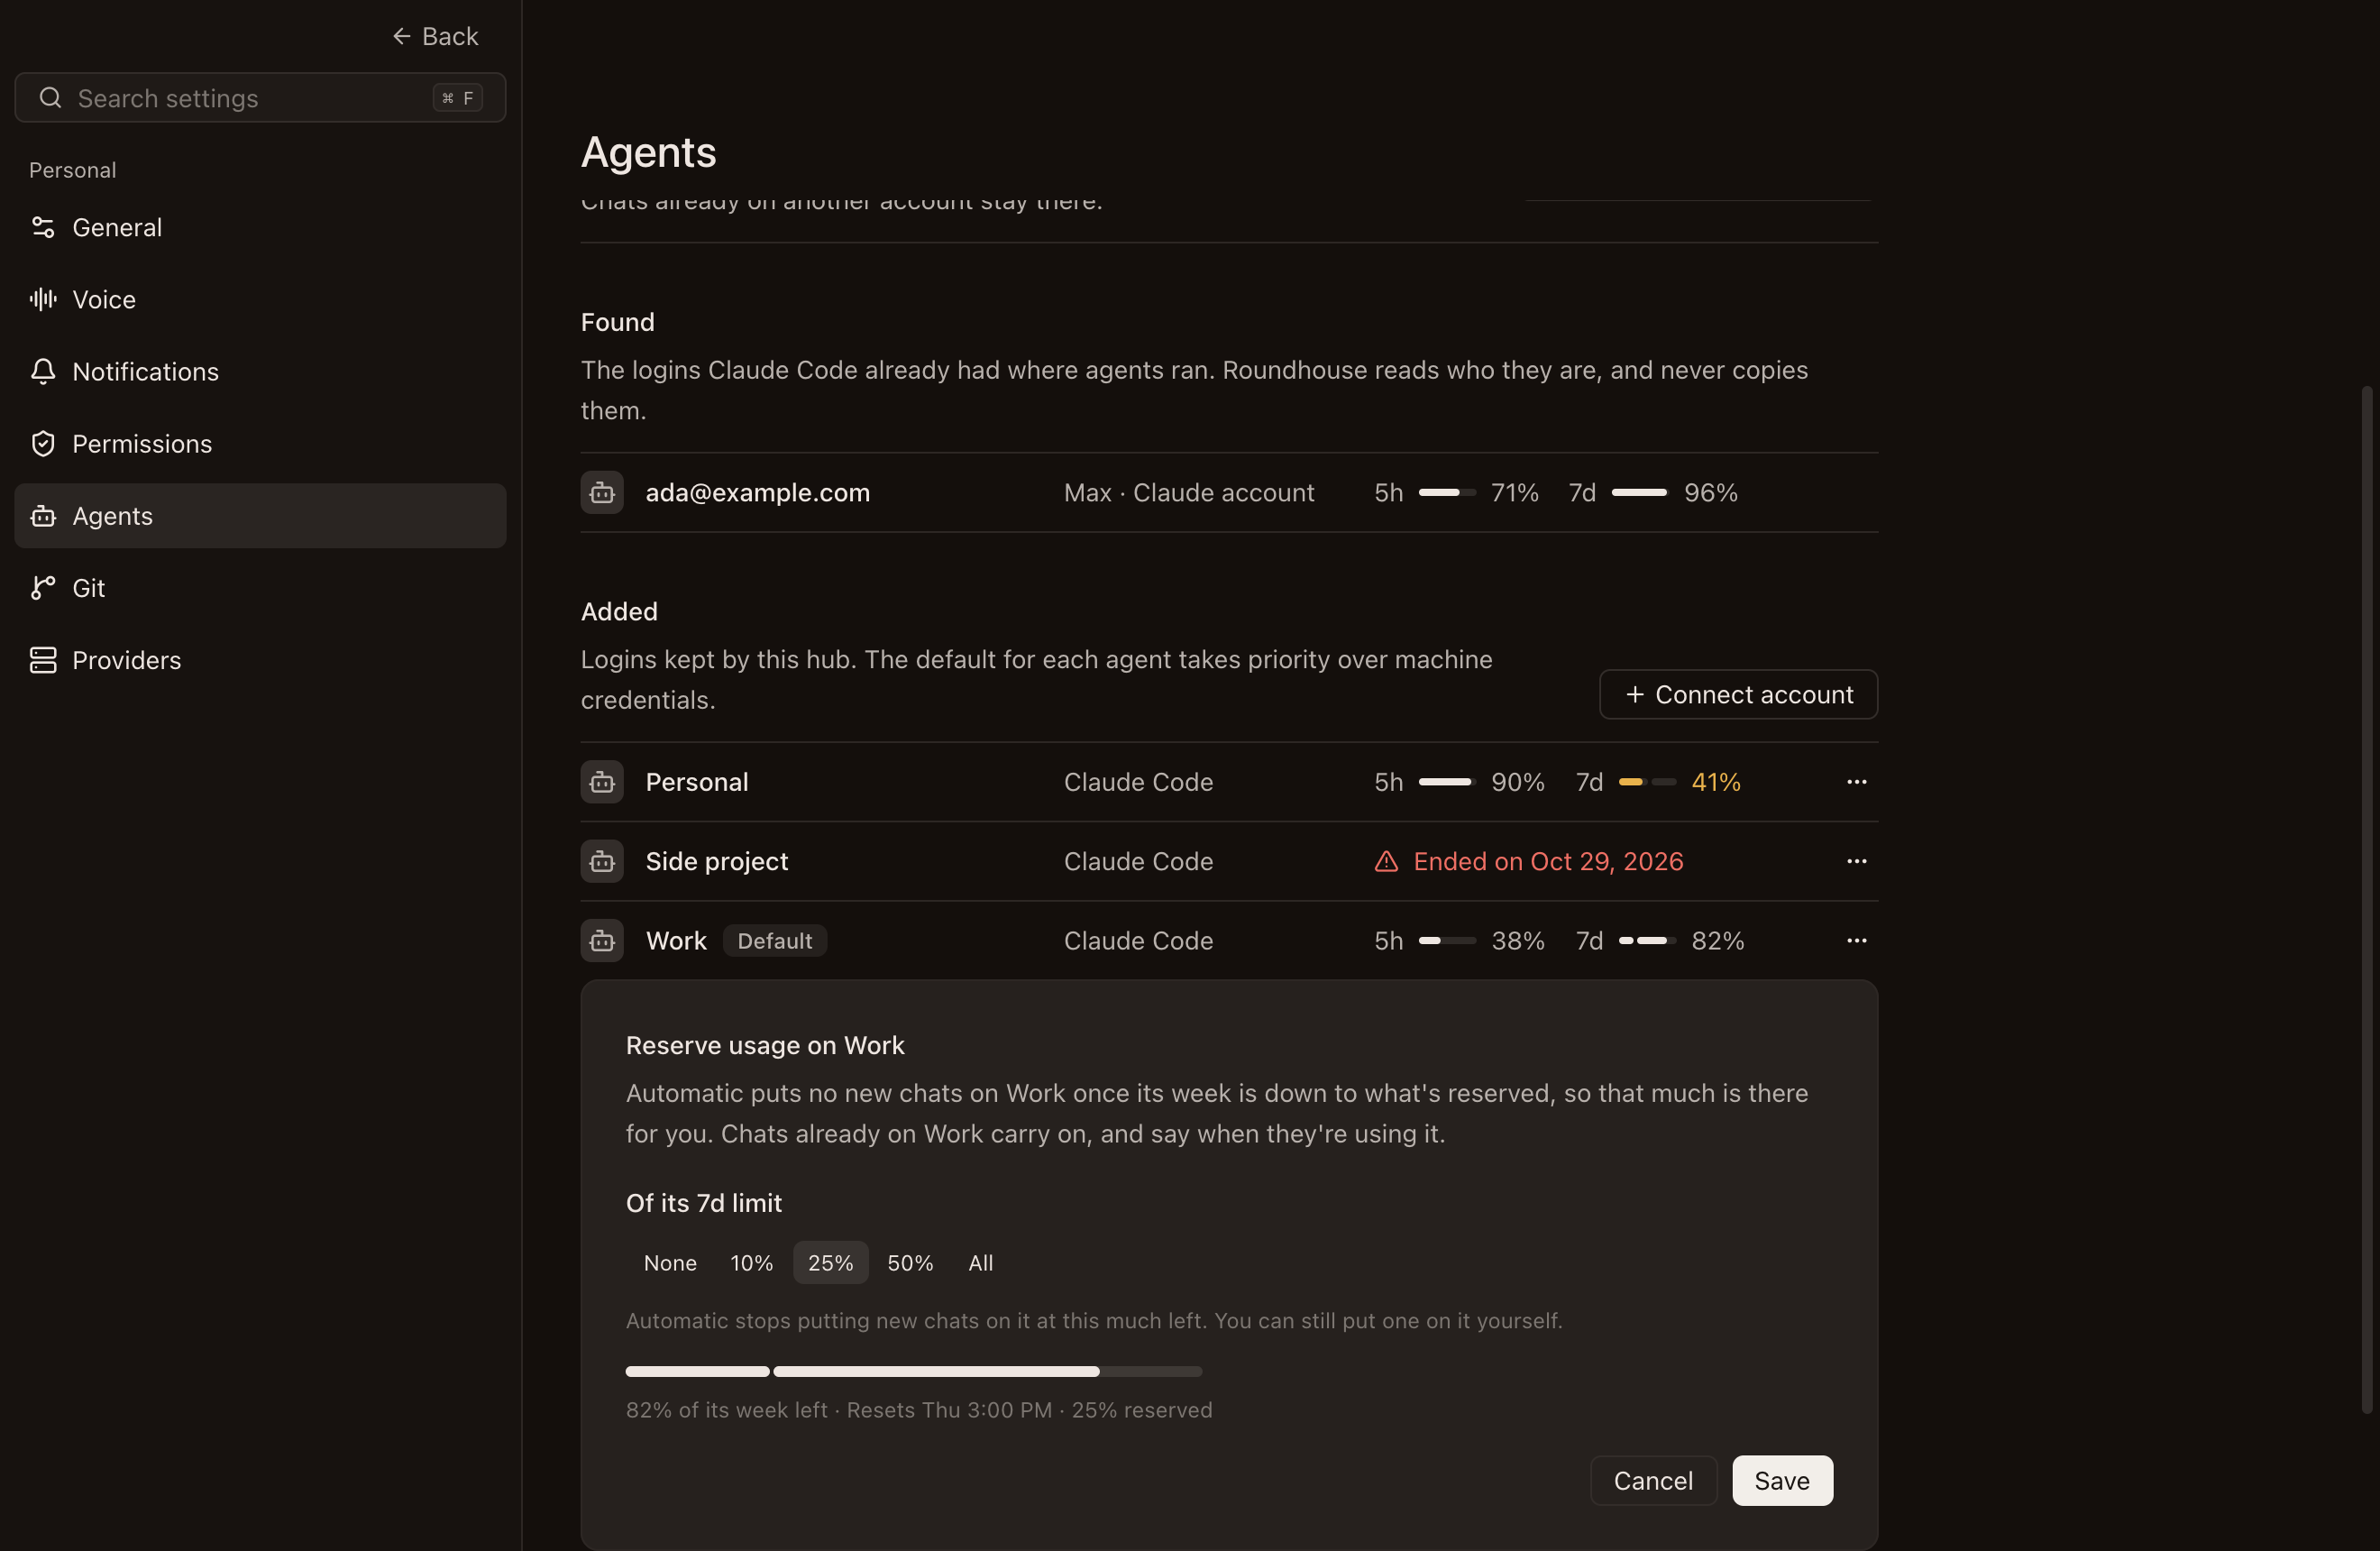 Back
Search settings
⌘ F
Personal
General
Voice
Notifications
Permissions
Agents
Git
Providers
Agents
Chats already on another account stay there.
Found
The logins Claude Code already had where agents ran. Roundhouse reads who they are, and never copies
them.
ada@example.com Max · Claude account 5h 71% 7d 96%
Added
Logins kept by this hub. The default for each agent takes priority over machine
credentials.
+ Connect account
Personal Claude Code 5h 90% 7d 41%
Side project Claude Code Ended on Oct 29, 2026
Work Default Claude Code 5h 38% 7d 82%
Reserve usage on Work
Automatic puts no new chats on Work once its week is down to what's reserved, so that much is there
for you. Chats already on Work carry on, and say when they're using it.
Of its 7d limit
None 10% 25% 50% All
Automatic stops putting new chats on it at this much left. You can still put one on it yourself.
82% of its week left · Resets Thu 3:00 PM · 25% reserved
Cancel Save